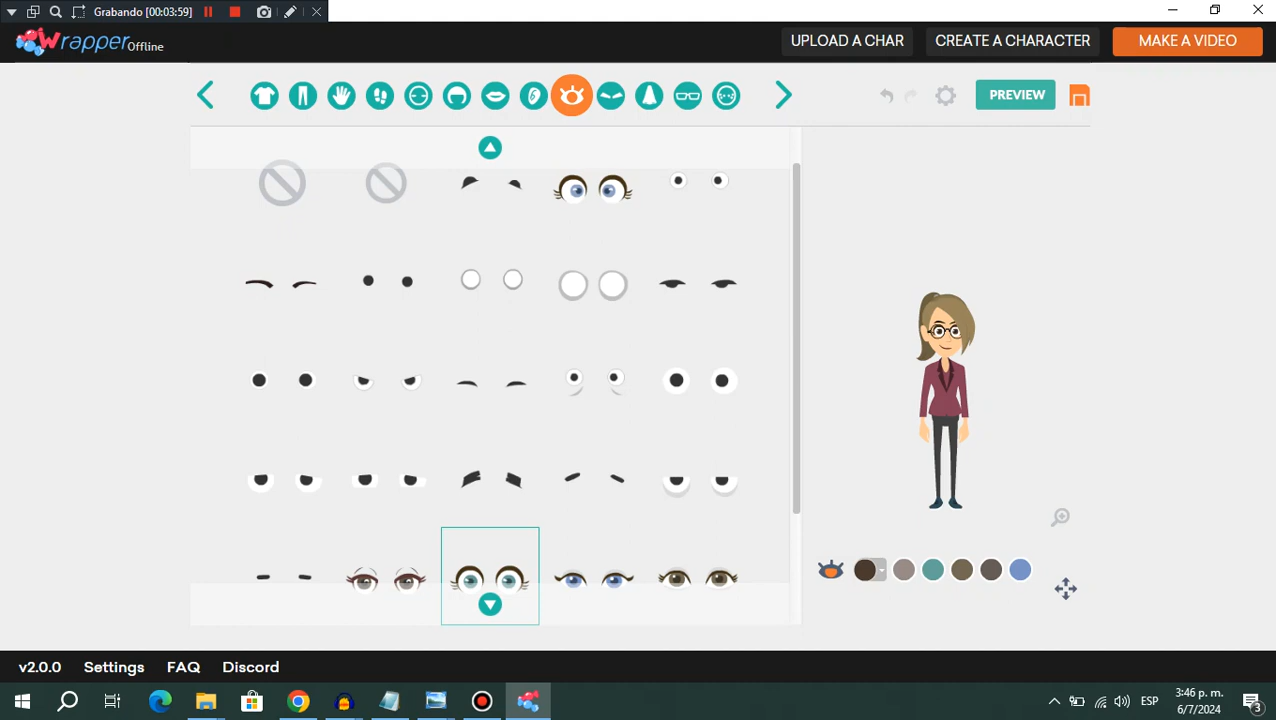 Grabando [00:03:59]
Wrapper Offline
UPLOAD A CHAR
CREATE A CHARACTER
MAKE A VIDEO
PREVIEW
v2.0.0
Settings
FAQ
Discord
ESP
3:46 p. m.
6/7/2024
3